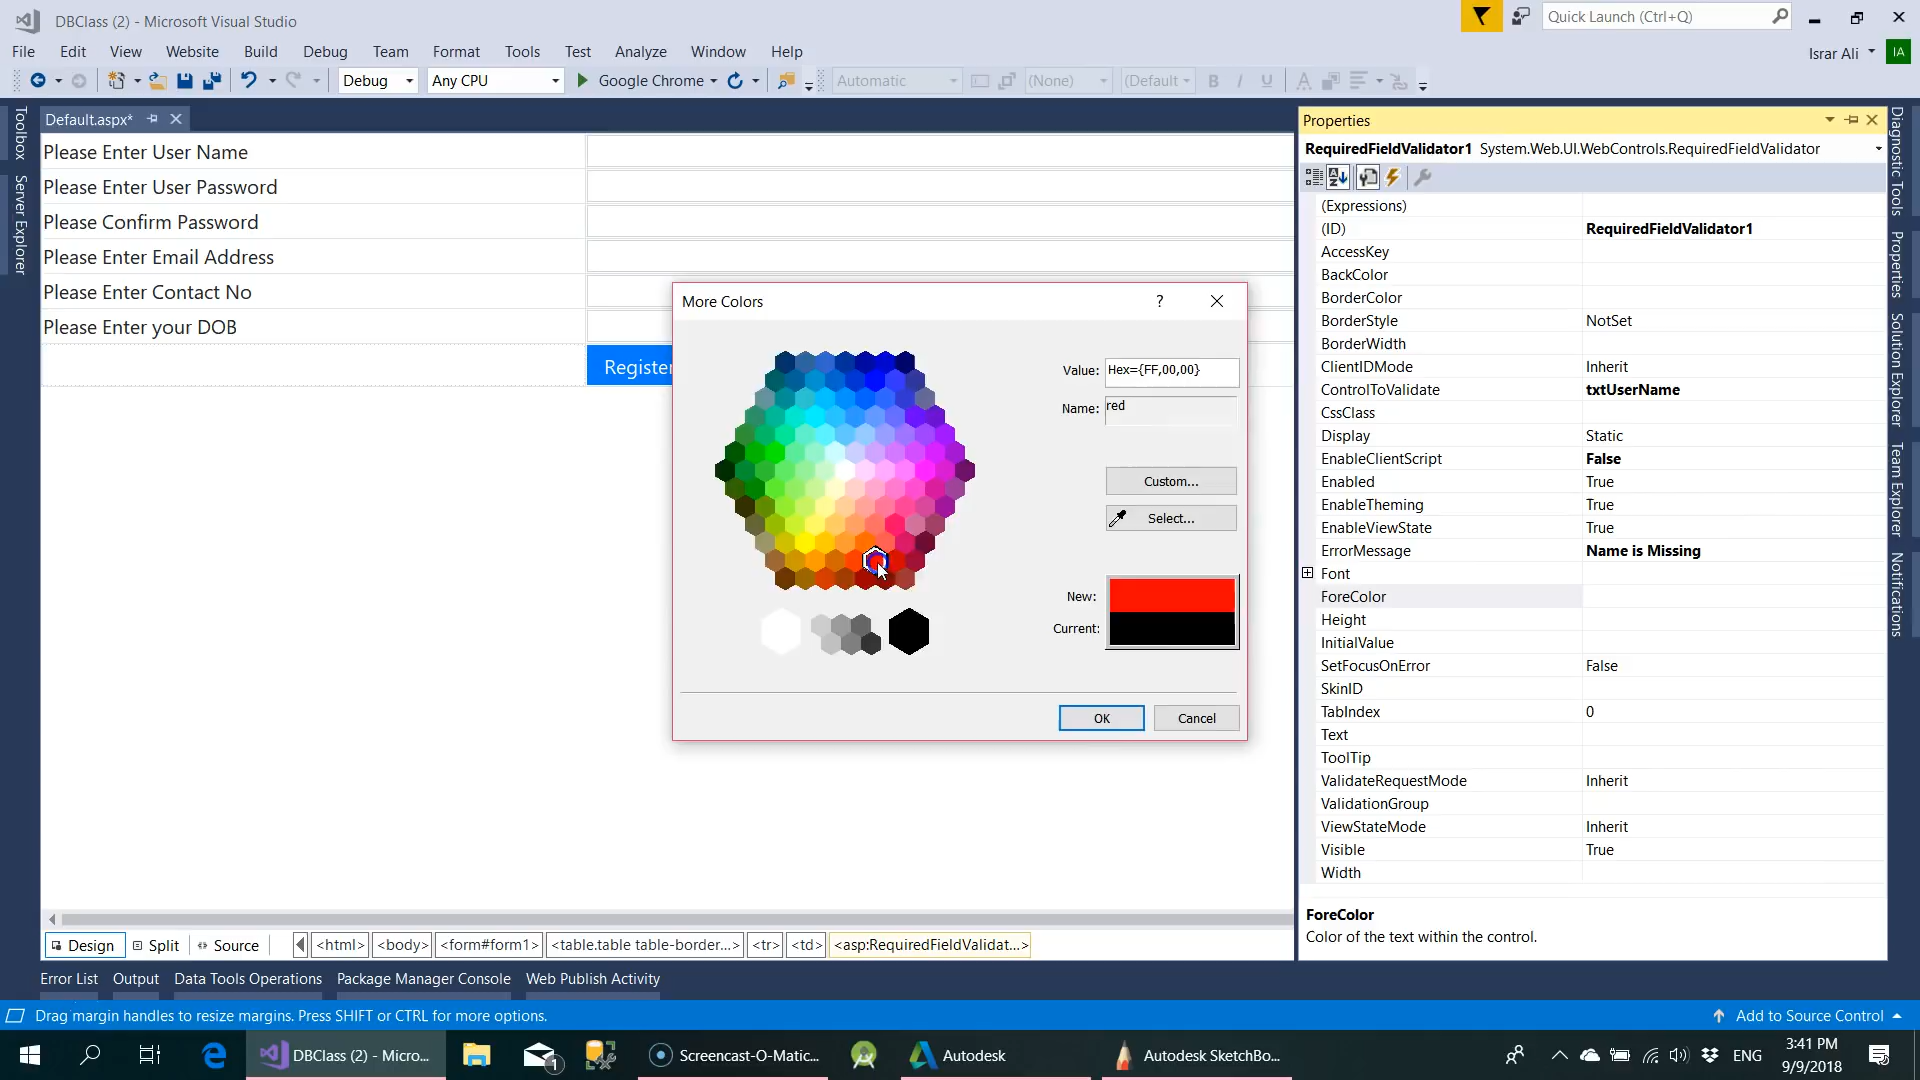 DBClass (2) - Microsoft Visual Studio
Quick Launch (Ctrl+Q)
File Edit View Website Build Debug Team Format Tools Test Analyze Window Help
Israr Ali IA
Debug Any CPU Google Chrome Automatic (None) (Default B I U A
Toolbox
Server Explorer
Default.aspx*
Please Enter User Name
Please Enter User Password
Please Confirm Password
Please Enter Email Address
Please Enter Contact No
Please Enter your DOB
Register
More Colors ?
Value: Hex={FF,00,00}
Name: red
Custom...
Select...
New:
Current:
OK Cancel
Properties
RequiredFieldValidator1 System.Web.UI.WebControls.RequiredFieldValidator
(Expressions)
(ID) RequiredFieldValidator1
AccessKey
BackColor
BorderColor
BorderStyle NotSet
BorderWidth
ClientIDMode Inherit
ControlToValidate txtUserName
CssClass
Display Static
EnableClientScript False
Enabled True
EnableTheming True
EnableViewState True
ErrorMessage Name is Missing
Font
ForeColor
Height
InitialValue
SetFocusOnError False
SkinID
TabIndex 0
Text
ToolTip
ValidateRequestMode Inherit
ValidationGroup
ViewStateMode Inherit
Visible True
Width
ForeColor
Color of the text within the control.
Diagnostic Tools
Properties
Solution Explorer
Team Explorer
Notifications
Design Split Source <html> <body> <form#form1> <table.table table-border...> <tr> <td> <asp:RequiredFieldValidat...>
Error List Output Data Tools Operations Package Manager Console Web Publish Activity
Drag margin handles to resize margins. Press SHIFT or CTRL for more options.
Add to Source Control
DBClass (2) - Micro...
1
Screencast-O-Matic...
Autodesk
Autodesk SketchBo...
ENG
3:41 PM
9/9/2018